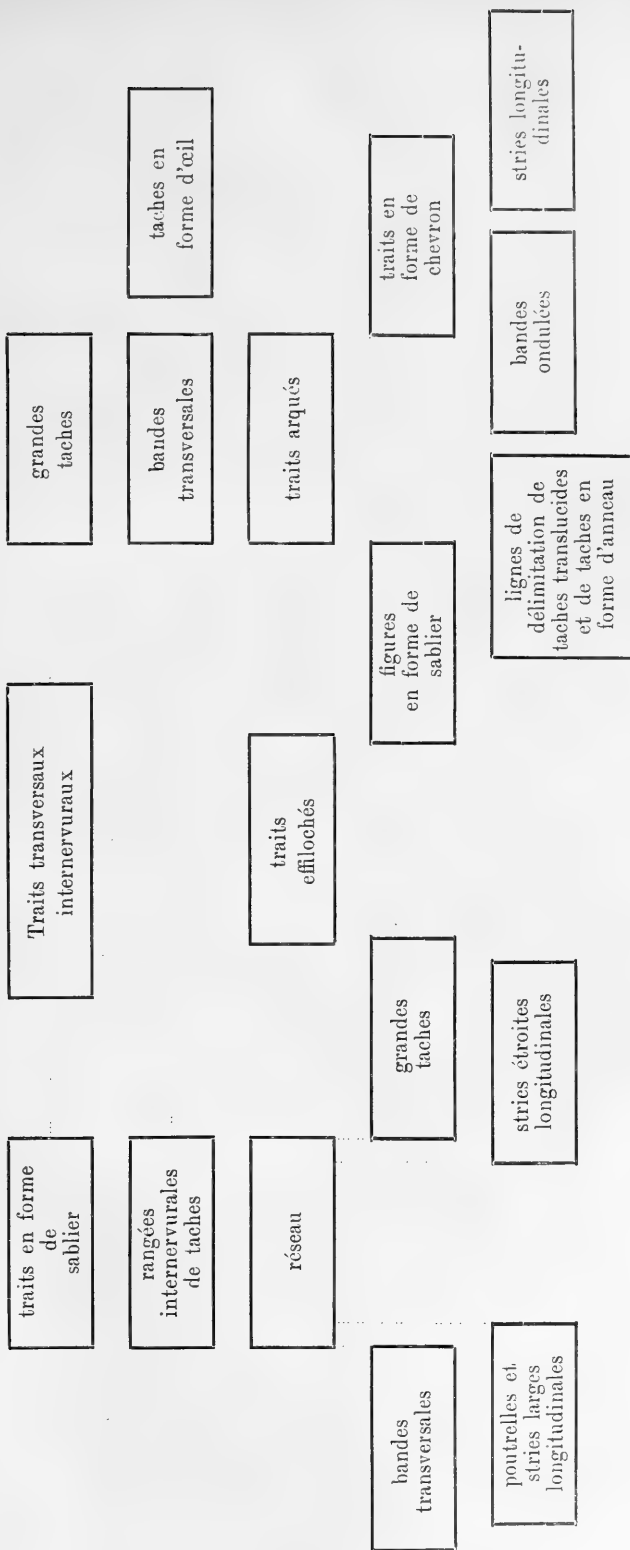 traits en forme
de
sablier
Traits transversaux
internervuraux
grandes
taches
rangées
internervurales
de taches
bandes
transversales
taches en
forme d'œil
réseau
traits
effilochés
traits arqués
bandes
transversales
grandes
taches
figures
en forme de
sablier
traits en
forme de
chevron
poutrelles et
stries larges
longitudinales
stries étroites
longitudinales
lignes de
délimitation de
taches translucides
et de taches en
forme d'anneau
bandes
ondulées
stries longitu-
dinales